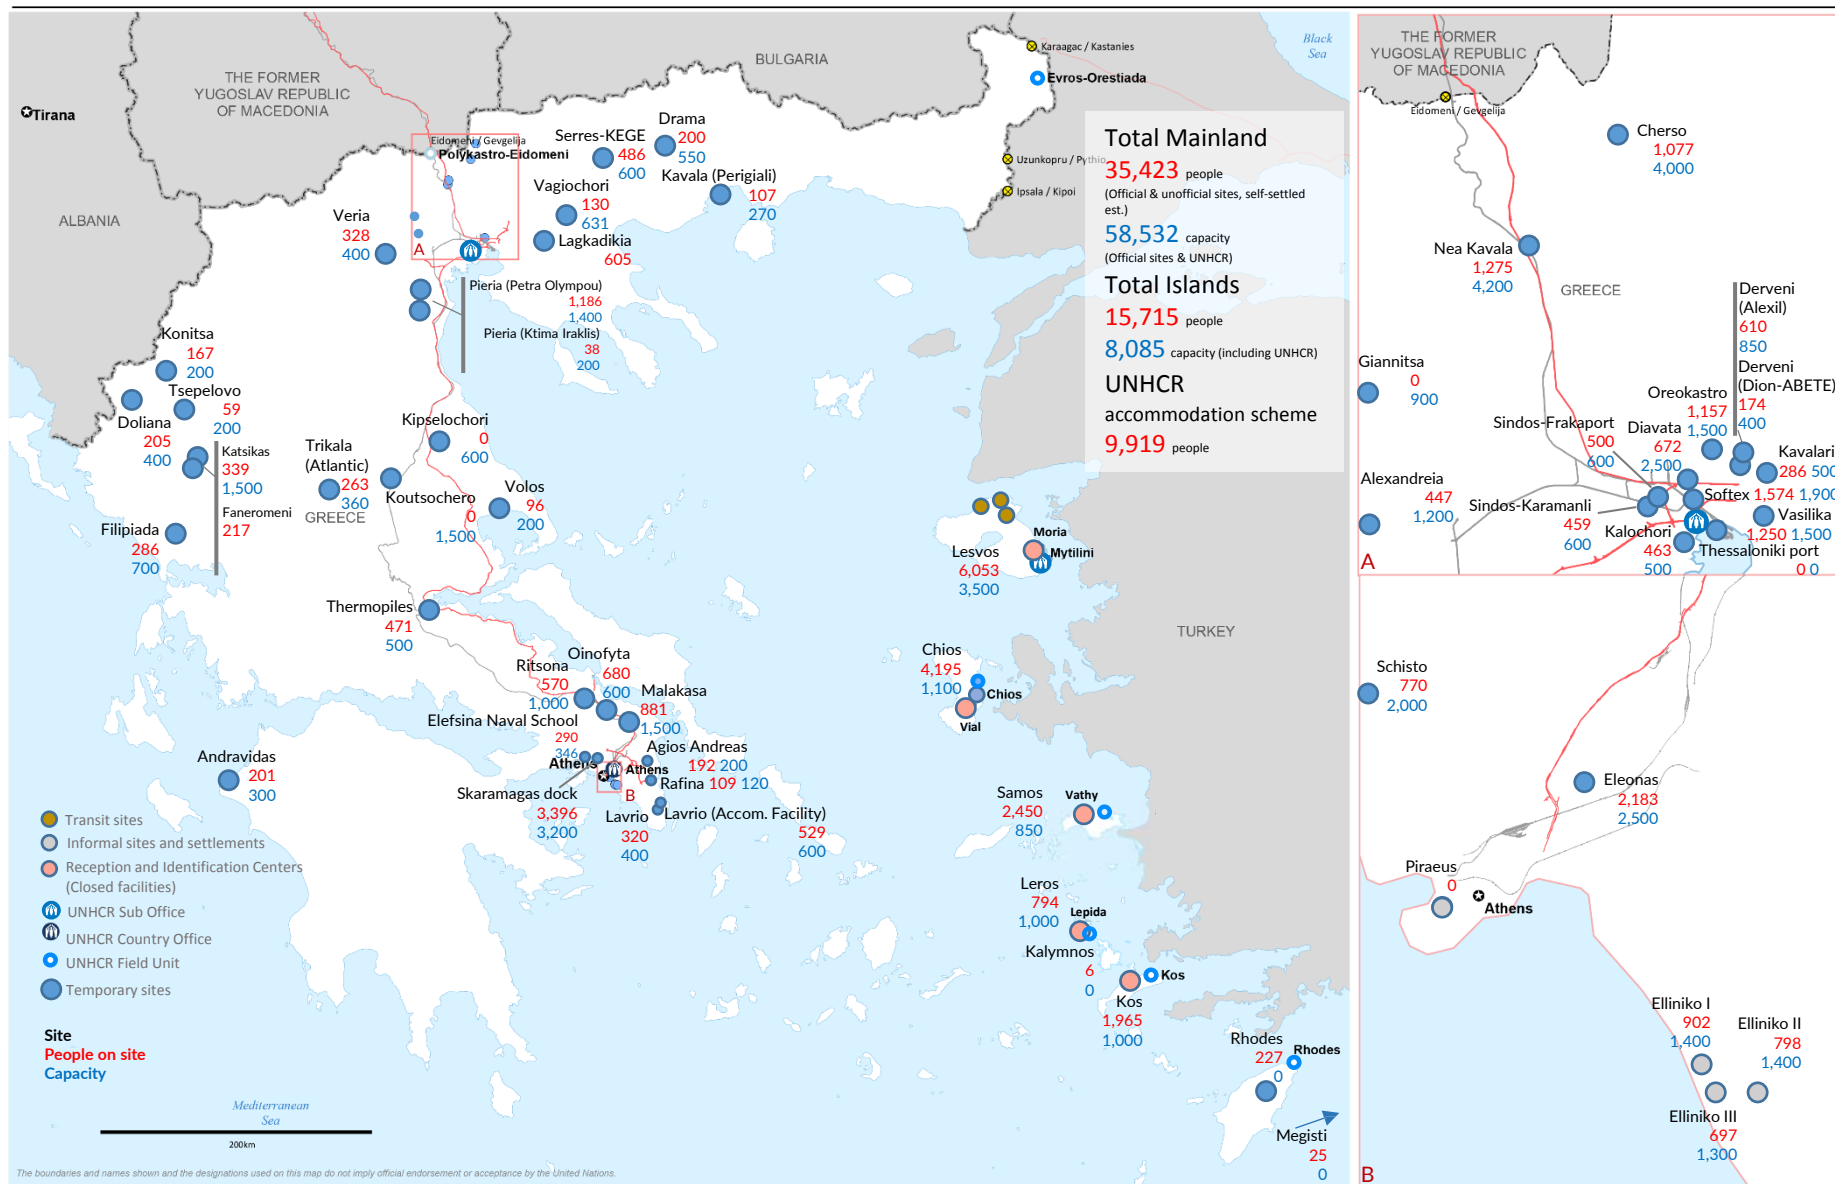 THE FORMER
YUGOSLAV REPUBLIC
OF MACEDONIA
BULGARIA
Black
Sea
Karaagac / Kastanies
Evros-Orestiada
Tirana
ALBANIA
Eidomeni / Gevgelija
Polykastro-Eidomeni
Serres-KEGE
486
600
Drama
200
550
Kavala (Perigiali)
107
270
Vagiochori
130
631
Lagkadikia
605
Uzunkopru / Pythio
Ipsala / Kipoi
Veria
328
400
A
Pieria (Petra Olympou)
1,186
1,400
Pieria (Ktima Iraklis)
38
200
Total Mainland
35,423 people
(Official & unofficial sites, self-settled
est.)
58,532 capacity
(Official sites & UNHCR)
Total Islands
15,715 people
8,085 capacity (including UNHCR)
UNHCR
accommodation scheme
9,919 people
Konitsa
167
200
Tsepelovo
59
200
Doliana
205
400
Katsikas
339
1,500
Faneromeni
217
Filipiada
286
700
Trikala
(Atlantic)
263
360
GREECE
Kipselochori
0
600
Koutsochero
0
1,500
Volos
96
200
Thermopiles
471
500
Lesvos
6,053
3,500
Moria
Mytilini
TURKEY
Chios
4,195
1,100
Chios
Vial
Oinofyta
680
600
Ritsona
570
1,000
Malakasa
881
1,500
Elefsina Naval School
290
346
Athens
Athens
B
Agios Andreas
192 200
Rafina 109 120
Skaramagas dock
3,396
3,200
Lavrio
320
400
Lavrio (Accom. Facility)
529
600
Andravidas
201
300
Samos
2,450
850
Vathy
Leros
794
1,000
Lepida
Kalymnos
6
0
Kos
Kos
1,965
1,000
Rhodes
227
0
Rhodes
Megisti
25
0
Transit sites
Informal sites and settlements
Reception and Identification Centers
(Closed facilities)
UNHCR Sub Office
UNHCR Country Office
UNHCR Field Unit
Temporary sites
Site
People on site
Capacity
Mediterranean
Sea
200km
The boundaries and names shown and the designations used on this map do not imply official endorsement or acceptance by the United Nations.
THE FORMER
YUGOSLAV REPUBLIC
OF MACEDONIA
Eidomeni / Gevgelija
Cherso
1,077
4,000
Nea Kavala
1,275
4,200
GREECE
Derveni
(Alexil)
610
850
Derveni
(Dion-ABETE)
174
400
Giannitsa
0
900
Oreokastro
1,157
1,500
Sindos-Frakaport
500
600
Diavata
672
2,500
Kavalari
286 500
Alexandreia
447
1,200
Softex 1,574 1,900
Sindos-Karamanli
459
600
Vasilika
1,250 1,500
Kalochori
463
500
Thessaloniki port
0 0
A
Schisto
770
2,000
Eleonas
2,183
2,500
Piraeus
0
Athens
Elliniko I
902
1,400
Elliniko II
798
1,400
Elliniko III
697
1,300
B